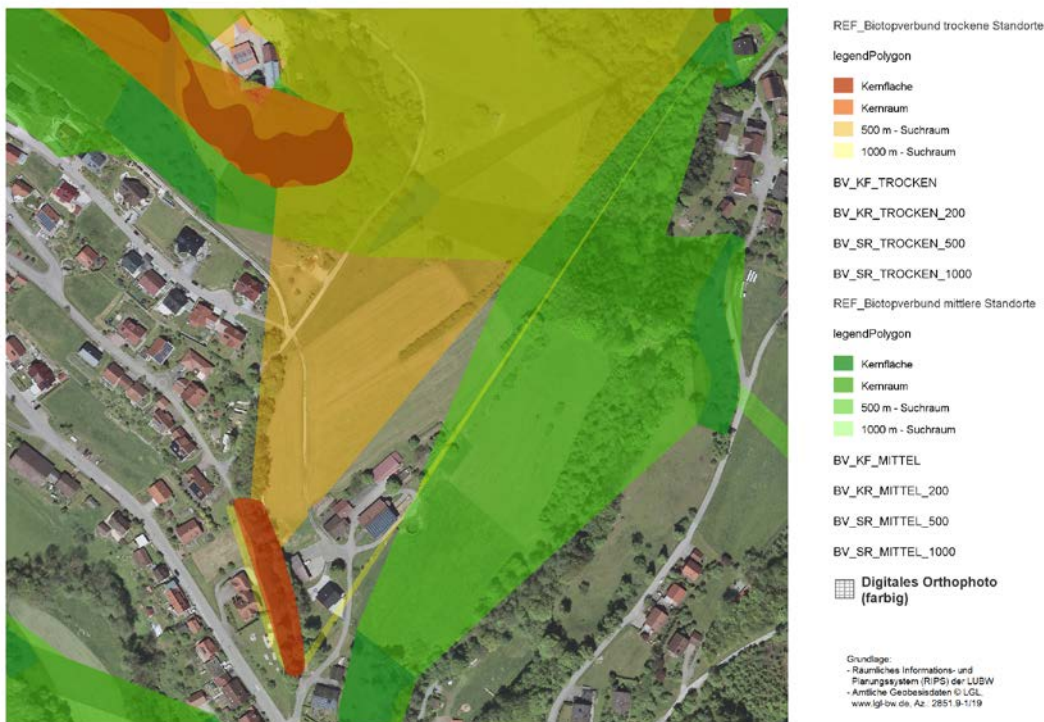 REF_Biotopverbund trockene Standorte
legendPolygon
Kernfläche
Kernraum
500 m - Suchraum
1000 m - Suchraum
BV_KF_TROCKEN
BV_KR_TROCKEN_200
BV_SR_TROCKEN_500
BV_SR_TROCKEN_1000
REF_Biotopverbund mittlere Standorte
legendPolygon
Kernfläche
Kernraum
500 m - Suchraum
1000 m - Suchraum
BV_KF_MITTEL
BV_KR_MITTEL_200
BV_SR_MITTEL_500
BV_SR_MITTEL_1000
Digitales Orthophoto
(farbig)
Grundlage:
- Räumliches Informations- und
Planungssystem (RIPS) der LUBW
- Amtliche Geobasisdaten © LGL,
www.lgl-bw.de, Az.: 2851.9-1/19